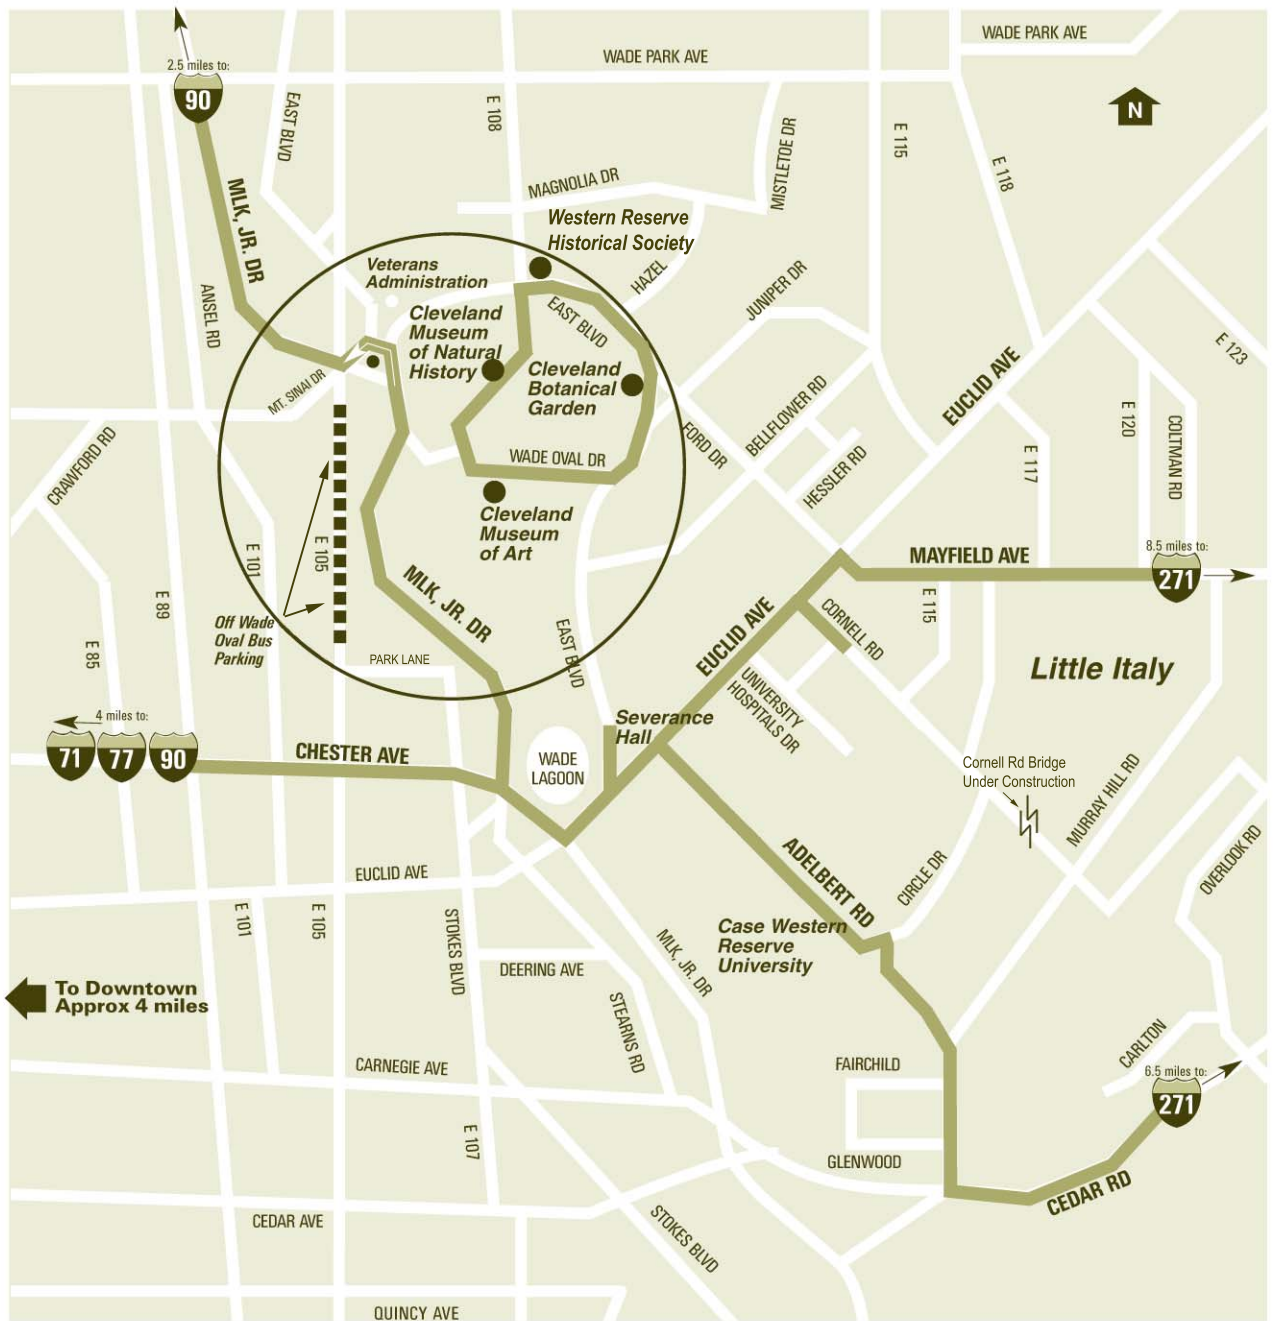 WADE PARK AVE
WADE PARK AVE
2.5 miles to:
90
N
EAST BLVD
E 108
E 115
E 118
MISTLETOE DR
MAGNOLIA DR
MLK, JR. DR
Western Reserve
Historical Society
Veterans
Administration
HAZEL
JUNIPER DR
ANSEL RD
Cleveland
Museum
of Natural
History
EAST BLVD
Cleveland
Botanical
Garden
E 123
EUCLID AVE
MT. SINAI DR
BELLFLOWER RD
FORD DR
HESSLER RD
E 120
COLTMAN RD
E 117
CRAWFORD RD
WADE OVAL DR
Cleveland
Museum
of Art
E 101
E 105
MAYFIELD AVE
8.5 miles to:
271
E 89
MLK, JR. DR
Off Wade
Oval Bus
Parking
E 85
EUCLID AVE
CORNELL RD
E 115
EAST BLVD
PARK LANE
Little Italy
UNIVERSITY
HOSPITALS DR
4 miles to:
71
77
90
CHESTER AVE
Severance
Hall
WADE
LAGOON
Cornell Rd Bridge
Under Construction
MURRAY HILL RD
OVERLOOK RD
EUCLID AVE
ADELBERT RD
CIRCLE DR
E 101
E 105
STOKES BLVD
Case Western
Reserve
University
MLK, JR. DR
DEERING AVE
To Downtown
Approx 4 miles
STEARNS RD
CARLTON
CARNEGIE AVE
FAIRCHILD
6.5 miles to:
271
E 107
GLENWOOD
CEDAR RD
CEDAR AVE
STOKES BLVD
QUINCY AVE